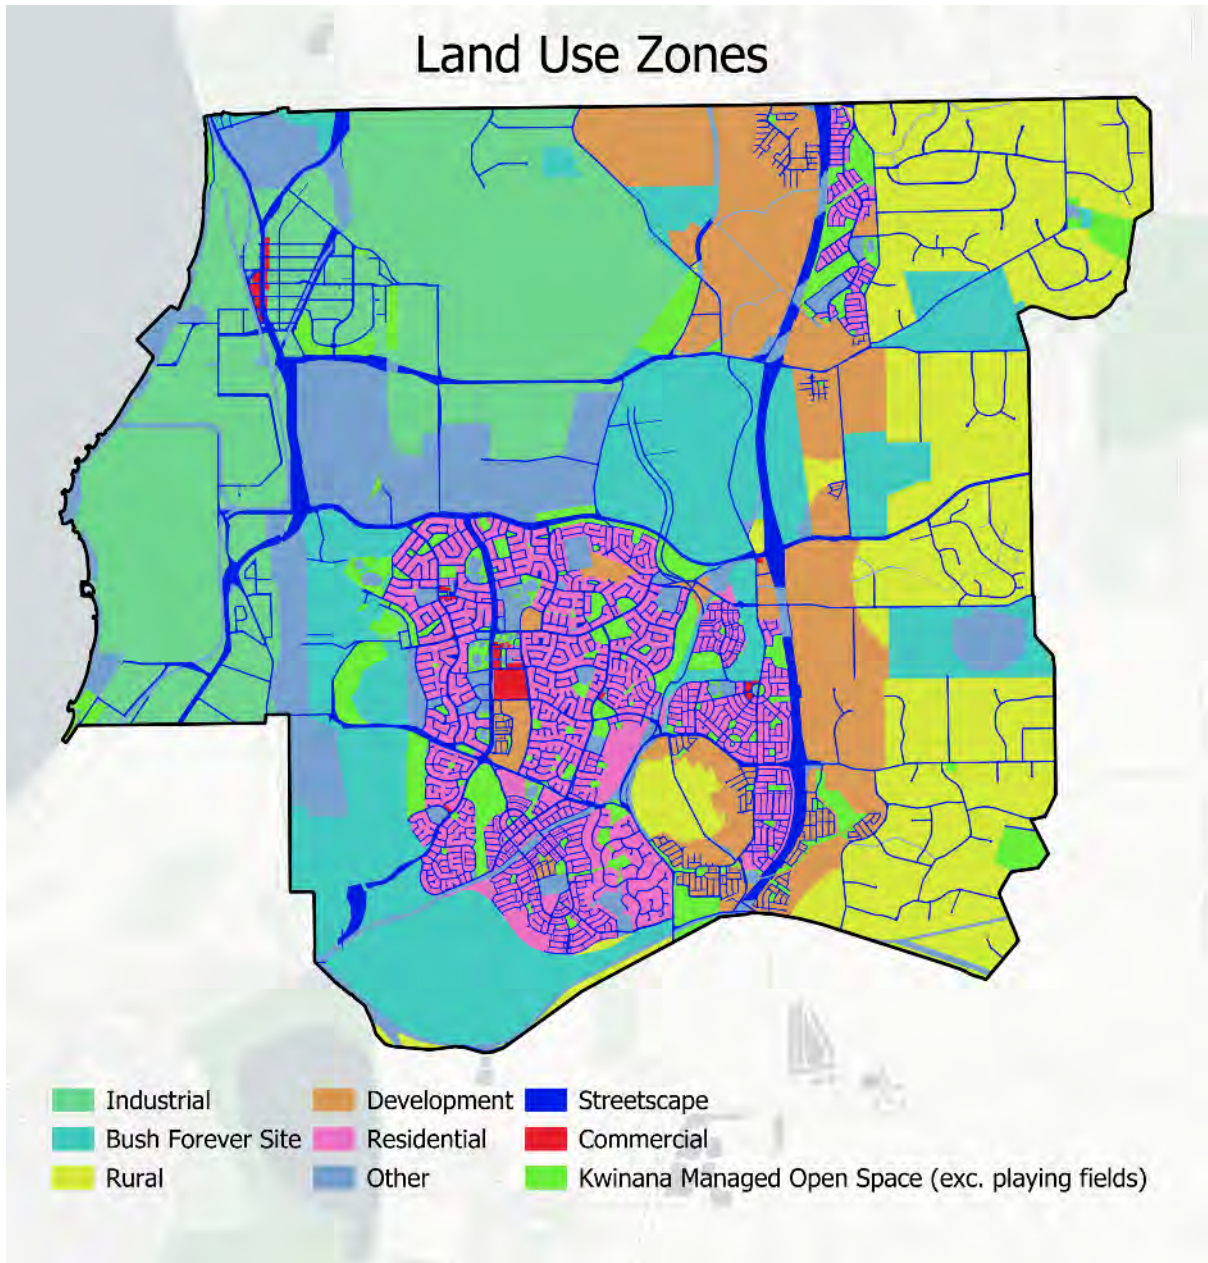 Land Use Zones
Industrial
Development
Streetscape
Bush Forever Site
Residential
Commercial
Rural
Other
Kwinana Managed Open Space (exc. playing fields)